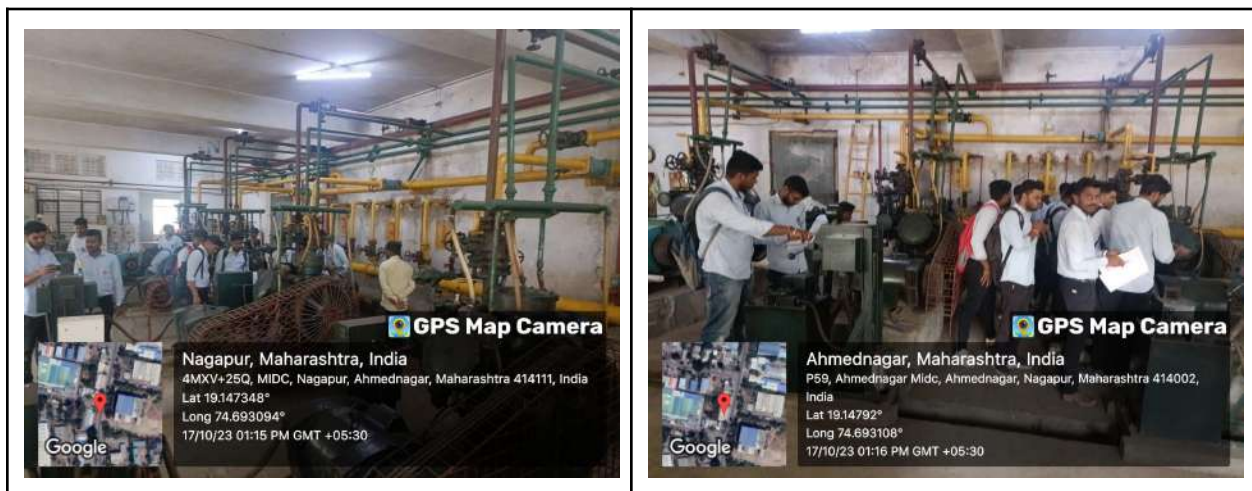 GPS Map Camera
Nagapur, Maharashtra, India
4MXV+25Q, MIDC, Nagapur, Ahmednagar, Maharashtra 414111, India
Lat 19.147348°
Long 74.693094°
17/10/23 01:15 PM GMT +05:30
Google
GPS Map Camera
Ahmednagar, Maharashtra, India
P59, Ahmednagar Midc, Ahmednagar, Nagapur, Maharashtra 414002,
India
Lat 19.14792°
Long 74.693108°
17/10/23 01:16 PM GMT +05:30
Google